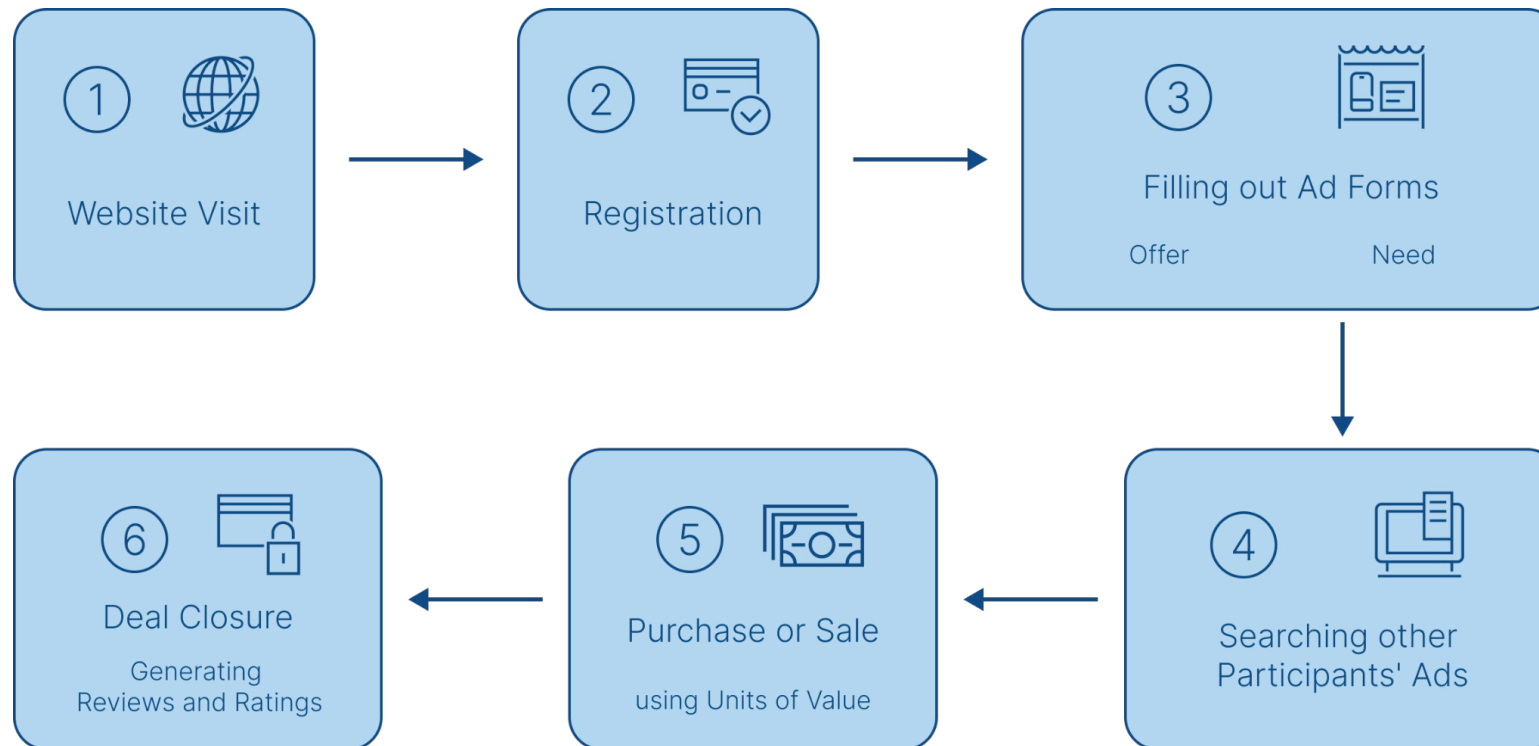 1
Website Visit
2
Registration
3
Filling out Ad Forms
Offer
Need
4
Searching other
Participants' Ads
5
Purchase or Sale
using Units of Value
6
Deal Closure
Generating
Reviews and Ratings